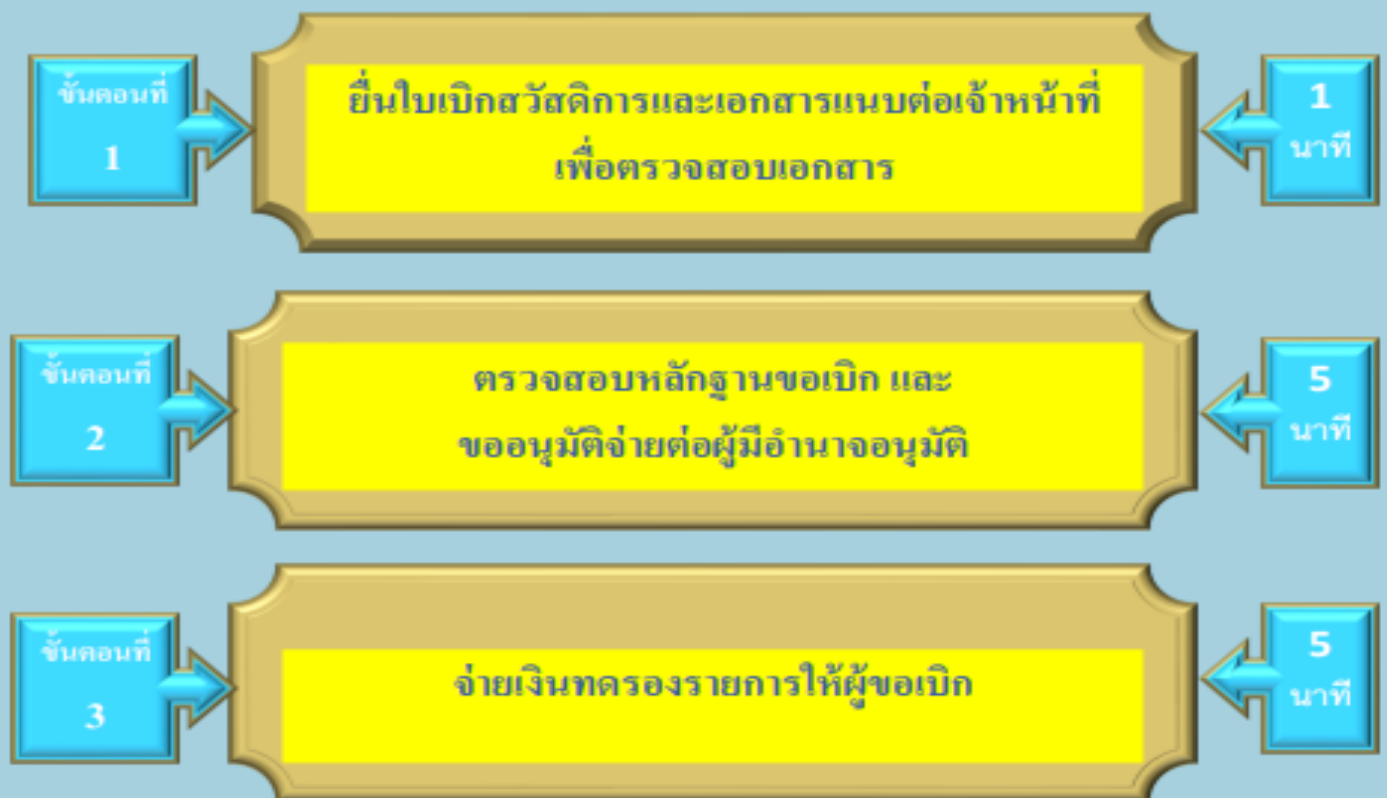 ขั้นตอนที่
1
ยื่นใบเบิกสวัสดิการและเอกสารแนบต่อเจ้าหน้าที่
เพื่อตรวจสอบเอกสาร
1
นาที
ขั้นตอนที่
2
ตรวจสอบหลักฐานขอเบิก และ
ขออนุมัติจ่ายต่อผู้มีอำนาจอนุมัติ
5
นาที
ขั้นตอนที่
3
จ่ายเงินทดรองรายการให้ผู้ขอเบิก
5
นาที